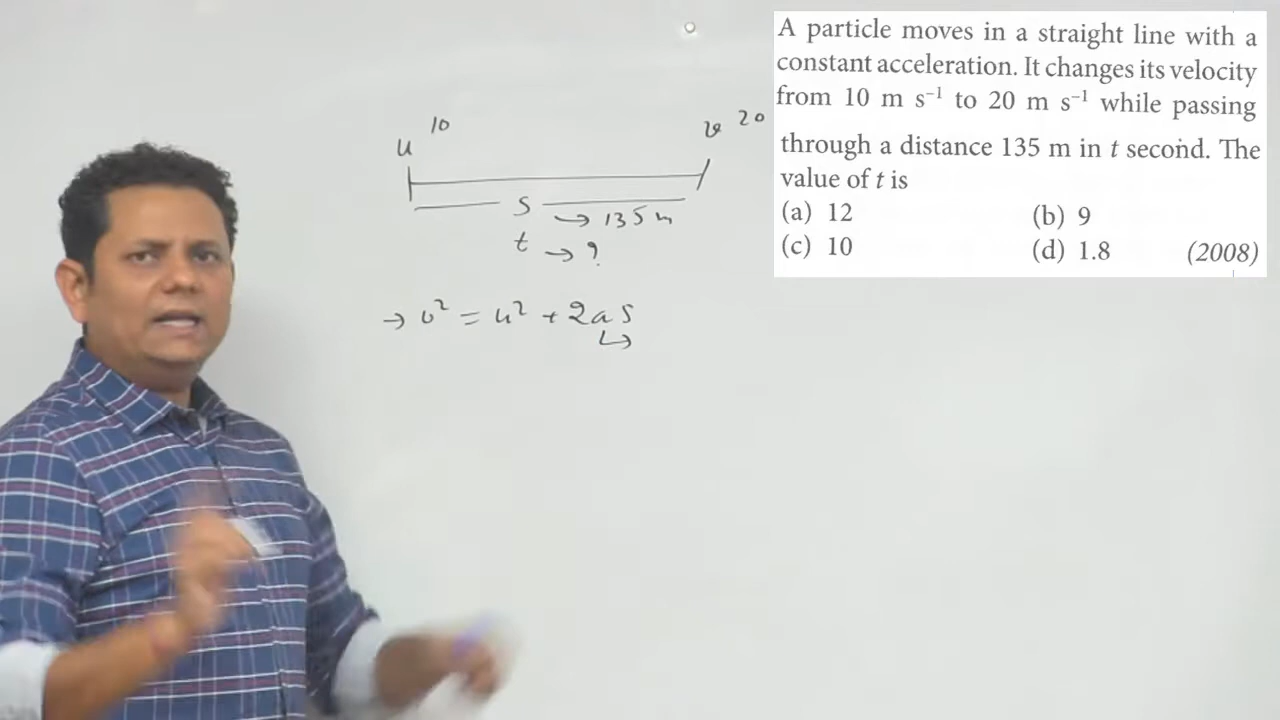 A particle moves in a straight line with a
constant acceleration. It changes its velocity
from 10 m s⁻¹ to 20 m s⁻¹ while passing
through a distance 135 m in t second. The
value of t is
(a) 12 (b) 9
(c) 10 (d) 1.8 (2008)
u 10 v 20
S → 135 m
t → ?
→ v² = u² + 2as